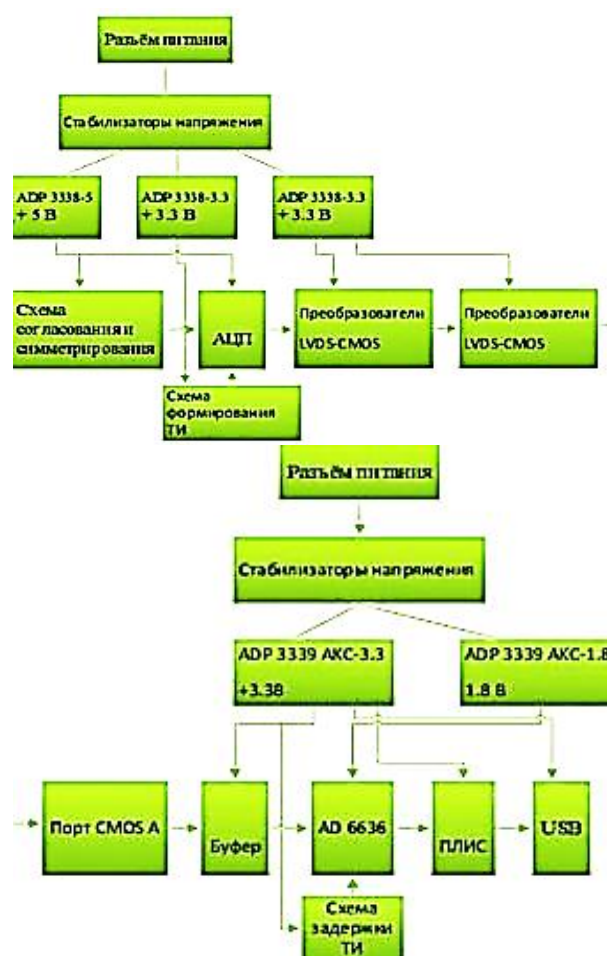 Разъём питания
Стабилизаторы напряжения
ADP 3338-5
+ 5 В
ADP 3338-3.3
+ 3.3 В
ADP 3338-3.3
+ 3.3 В
Схема
согласования и
симметрирования
АЦП
Преобразователи
LVDS-CMOS
Преобразователи
LVDS-CMOS
Схема
формирования
ТИ
Разъём питания
Стабилизаторы напряжения
ADP 3339 АКС-3.3
+3.3В
ADP 3339 АКС-1.8
1.8 В
Порт CMOS А
Буфер
AD 6636
ПЛИС
USB
Схема
задержки
ТИ